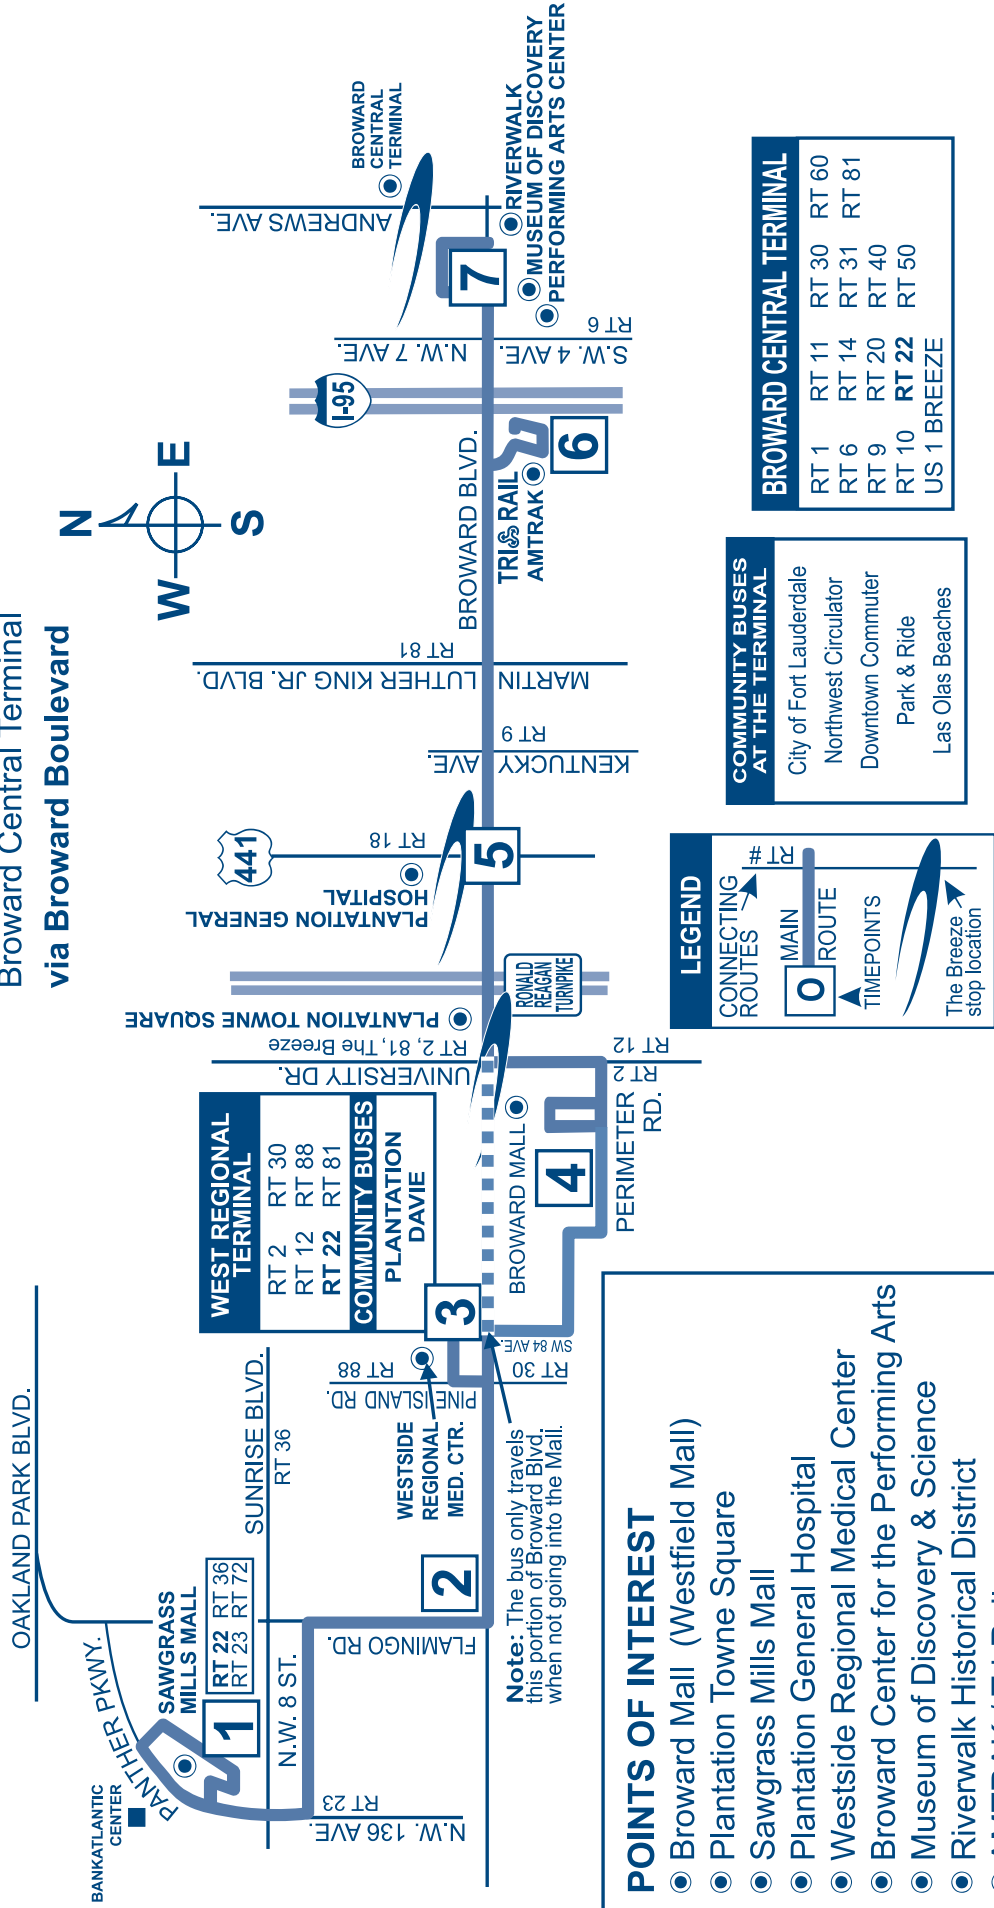 Broward Central Terminal
via Broward Boulevard
N
W
E
S
OAKLAND PARK BLVD.
PANTHER PKWY.
BANKATLANTIC
CENTER
SAWGRASS
MILLS MALL
RT 22 RT 36
RT 23 RT 72
1
SUNRISE BLVD.
RT 36
N.W. 8 ST.
N.W. 136 AVE.
RT 23
FLAMINGO RD.
2
WESTSIDE
REGIONAL
MED. CTR.
PINE ISLAND RD
RT 88
RT 30
3
SW 84 AVE.
Note: The bus only travels
this portion of Broward Blvd.
when not going into the Mall.
WEST REGIONAL
TERMINAL
RT 2 RT 30
RT 12 RT 88
RT 22 RT 81
COMMUNITY BUSES
PLANTATION
DAVIE
BROWARD MALL
4
PERIMETER
RD.
UNIVERSITY DR.
RT 2, 81, The Breeze
RT 2
RT 12
PLANTATION TOWNE SQUARE
RONALD
REAGAN
TURNPIKE
PLANTATION GENERAL
HOSPITAL
441
RT 18
5
KENTUCKY AVE.
RT 9
MARTIN LUTHER KING JR. BLVD.
RT 81
BROWARD BLVD.
TRI RAIL
AMTRAK
6
I-95
N.W. 7 AVE.
S.W. 4 AVE.
RT 6
7
ANDREWS AVE.
BROWARD
CENTRAL
TERMINAL
RIVERWALK
MUSEUM OF DISCOVERY
PERFORMING ARTS CENTER
POINTS OF INTEREST
Broward Mall (Westfield Mall)
Plantation Towne Square
Sawgrass Mills Mall
Plantation General Hospital
Westside Regional Medical Center
Broward Center for the Performing Arts
Museum of Discovery & Science
Riverwalk Historical District
LEGEND
CONNECTING
ROUTES
RT #
O
MAIN
ROUTE
TIMEPOINTS
The Breeze
stop location
COMMUNITY BUSES
AT THE TERMINAL
City of Fort Lauderdale
Northwest Circulator
Downtown Commuter
Park & Ride
Las Olas Beaches
BROWARD CENTRAL TERMINAL
RT 1 RT 11 RT 30 RT 60
RT 6 RT 14 RT 31 RT 81
RT 9 RT 20 RT 40
RT 10 RT 22 RT 50
US 1 BREEZE